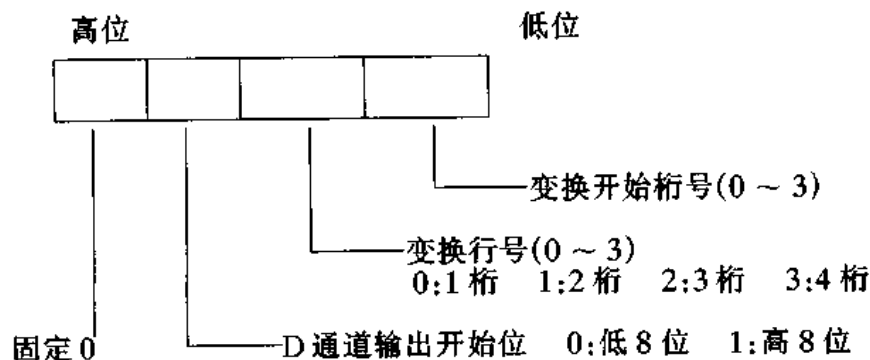 高位 低位
变换开始桁号(0 ~ 3)
变换行号(0 ~ 3)
0:1桁 1:2桁 2:3桁 3:4桁
固定0 D通道输出开始位 0:低8位 1:高8位